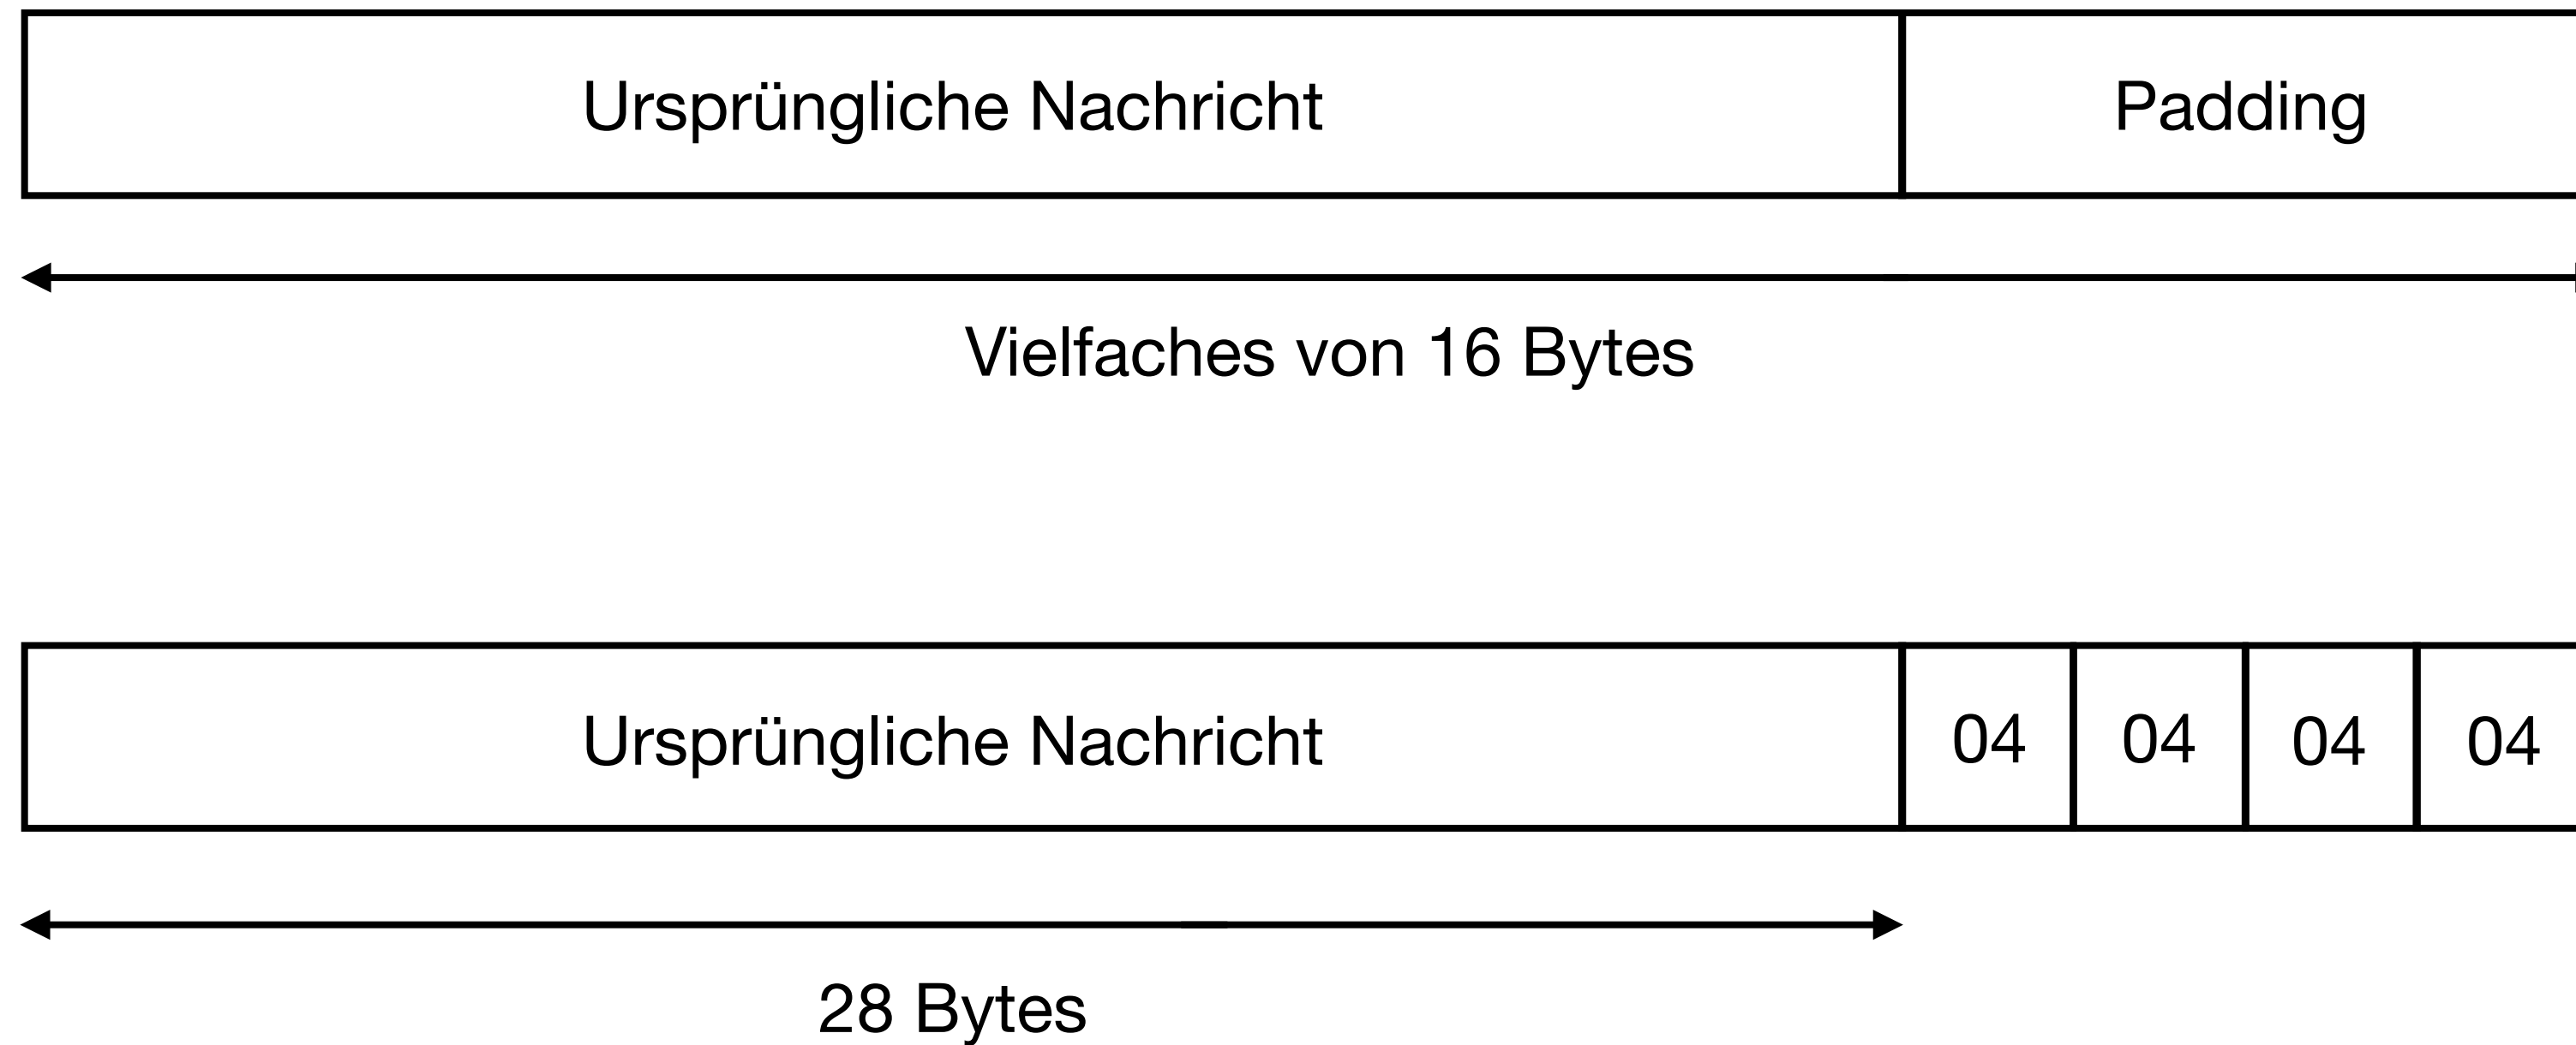 Ursprüngliche Nachricht Padding
Vielfaches von 16 Bytes
Ursprüngliche Nachricht 04 04 04 04
28 Bytes